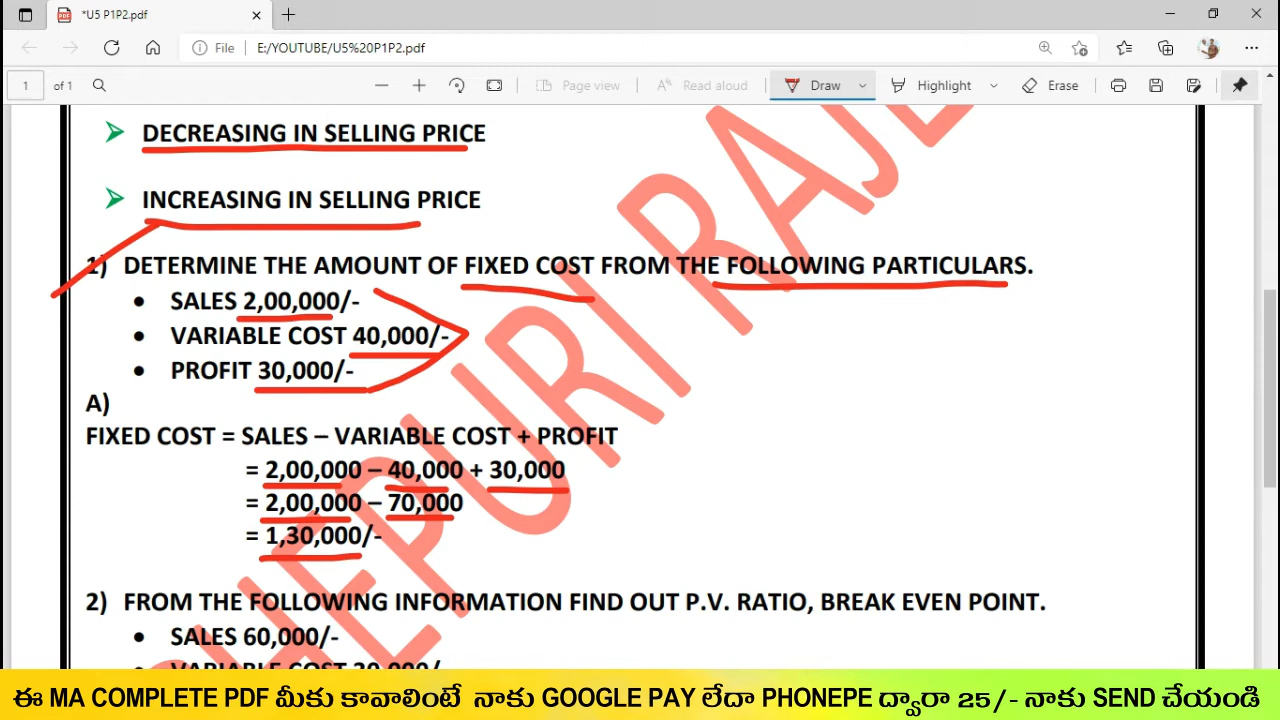 *U5 P1P2.pdf
File E:/YOUTUBE/U5%20P1P2.pdf
1 of 1 Page view Read aloud Draw Highlight Erase
DECREASING IN SELLING PRICE
INCREASING IN SELLING PRICE
1) DETERMINE THE AMOUNT OF FIXED COST FROM THE FOLLOWING PARTICULARS.
• SALES 2,00,000/-
• VARIABLE COST 40,000/-
• PROFIT 30,000/-
A)
FIXED COST = SALES – VARIABLE COST + PROFIT
= 2,00,000 – 40,000 + 30,000
= 2,00,000 – 70,000
= 1,30,000/-
2) FROM THE FOLLOWING INFORMATION FIND OUT P.V. RATIO, BREAK EVEN POINT.
• SALES 60,000/-
• VARIABLE COST 30,000/-
ఈ MA COMPLETE PDF మీకు కావాలింటే నాకు GOOGLE PAY లేదా PHONEPE ద్వారా 25/- నాకు SEND చేయండి